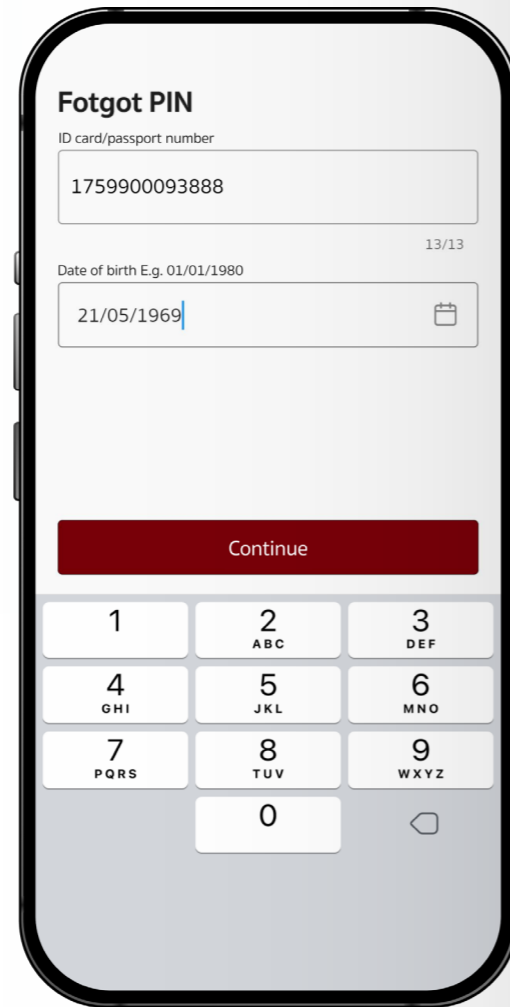 Fotgot PIN
ID card/passport number
1759900093888
13/13
Date of birth E.g. 01/01/1980
21/05/1969
Continue
1 2 3
ABC DEF
4 5 6
GHI JKL MNO
7 8 9
PQRS TUV WXYZ
0